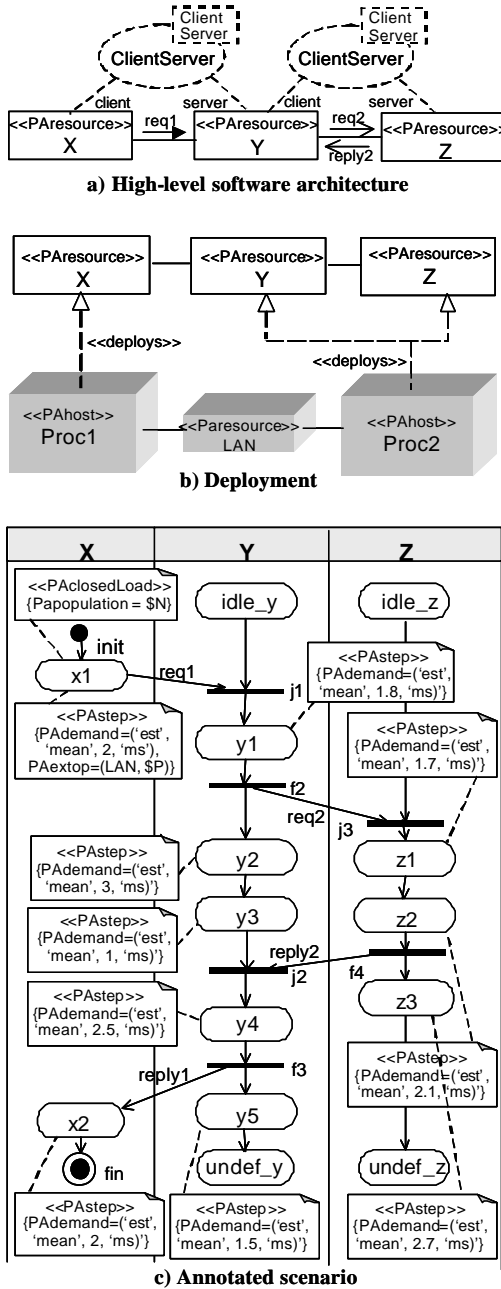 Client
Server
Client
Server
ClientServer
ClientServer
client
server
client
server
<<PAresource>>
X
req1
<<PAresource>>
Y
req2
reply2
<<PAresource>>
Z
a) High-level software architecture
<<PAresource>>
X
<<PAresource>>
Y
<<PAresource>>
Z
<<deploys>>
<<deploys>>
<<PAhost>>
Proc1
<<Paresource>>
LAN
<<PAhost>>
Proc2
b) Deployment
X
Y
Z
<<PAclosedLoad>>
{Papopulation = $N}
idle_y
idle_z
init
x1
req1
j1
<<PAstep>>
{PAdemand=('est',
'mean', 1.8, 'ms)'}
<<PAstep>>
{PAdemand=('est',
'mean', 2, 'ms'),
PAextop=(LAN, $P)}
y1
<<PAstep>>
{PAdemand=('est',
'mean', 1.7, 'ms)'}
f2
req2
j3
<<PAstep>>
{PAdemand=('est',
'mean', 3, 'ms)'}
y2
z1
<<PAstep>>
{PAdemand=('est',
'mean', 1, 'ms)'}
y3
z2
reply2
j2
f4
<<PAstep>>
{PAdemand=('est',
'mean', 2.5, 'ms)'}
y4
z3
f3
reply1
<<PAstep>>
{PAdemand=('est',
'mean', 2.1, 'ms)'}
x2
y5
fin
undef_y
undef_z
<<PAstep>>
{PAdemand=('est',
'mean', 2, 'ms)'}
<<PAstep>>
{PAdemand=('est',
'mean', 1.5, 'ms)'}
<<PAstep>>
{PAdemand=('est',
'mean', 2.7, 'ms)'}
c) Annotated scenario